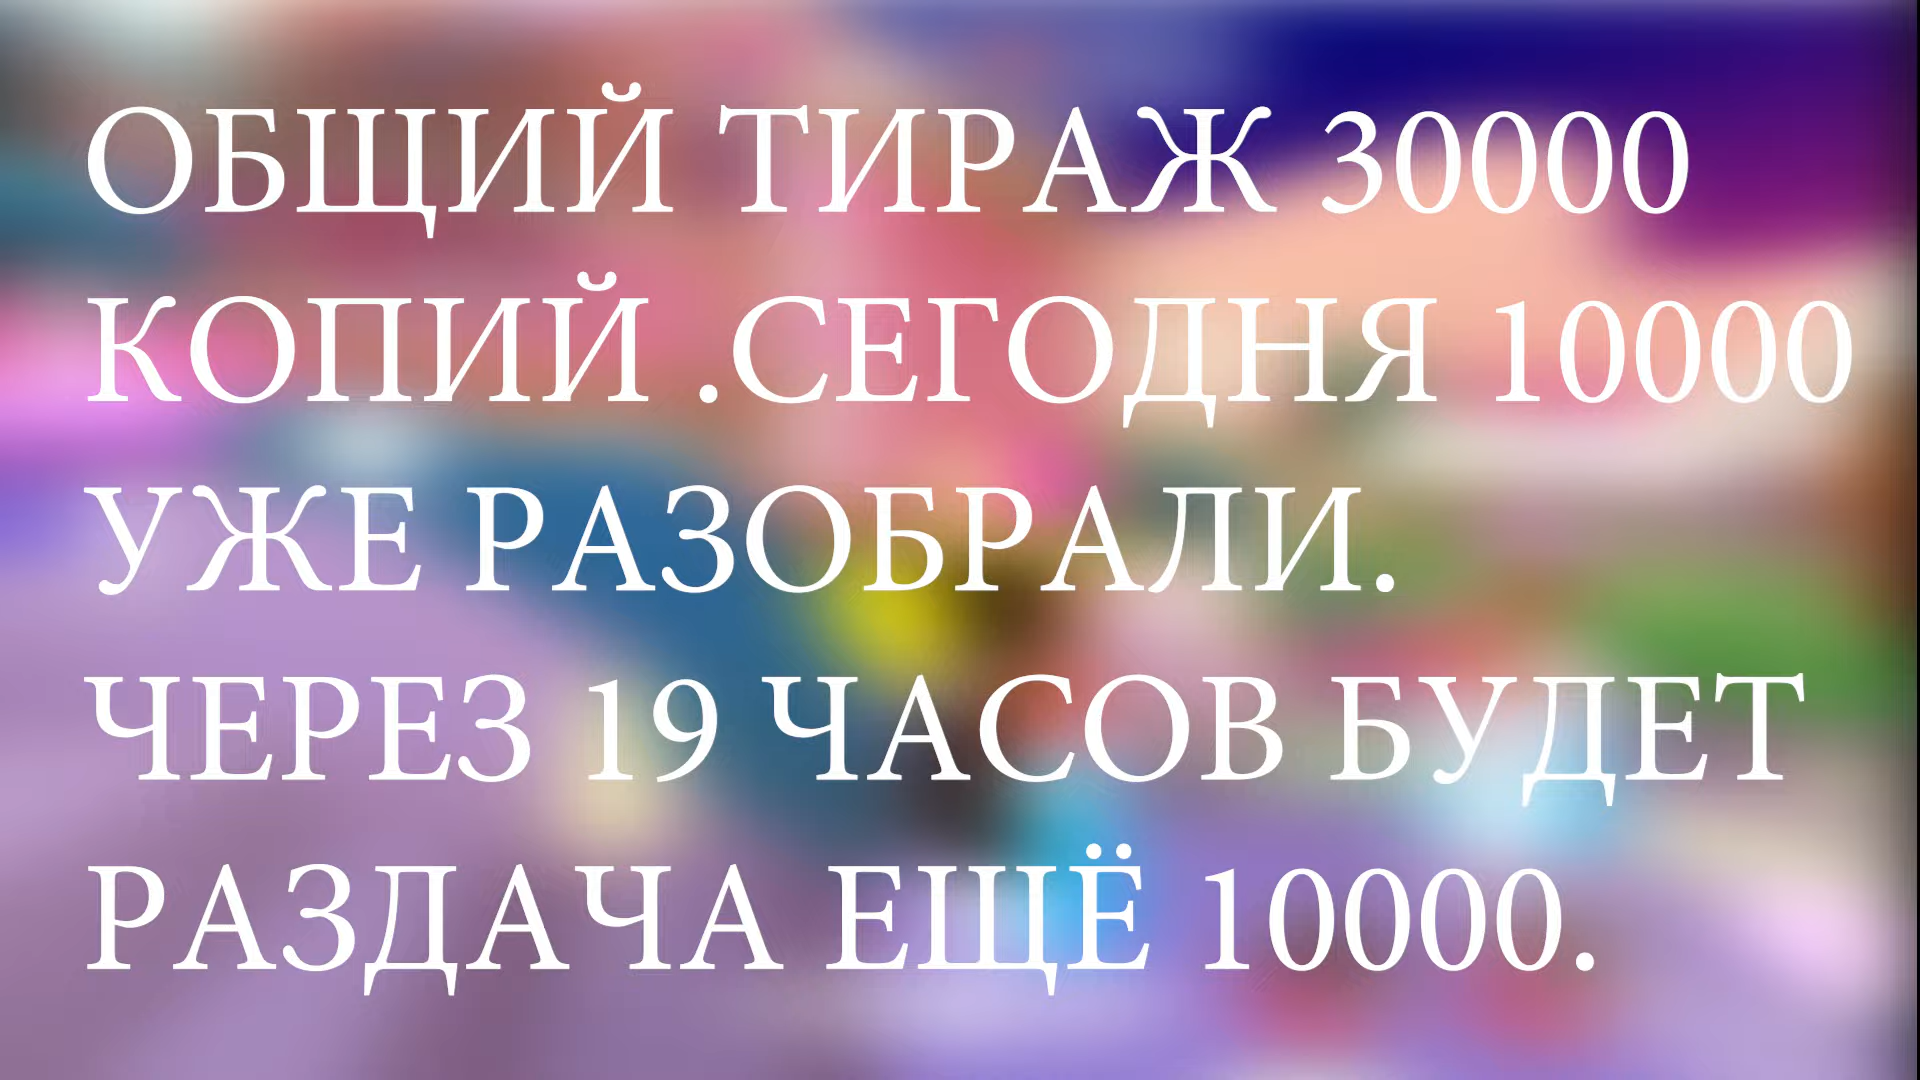 ОБЩИЙ ТИРАЖ 30000
КОПИЙ .СЕГОДНЯ 10000
УЖЕ РАЗОБРАЛИ.
ЧЕРЕЗ 19 ЧАСОВ БУДЕТ
РАЗДАЧА ЕЩЁ 10000.